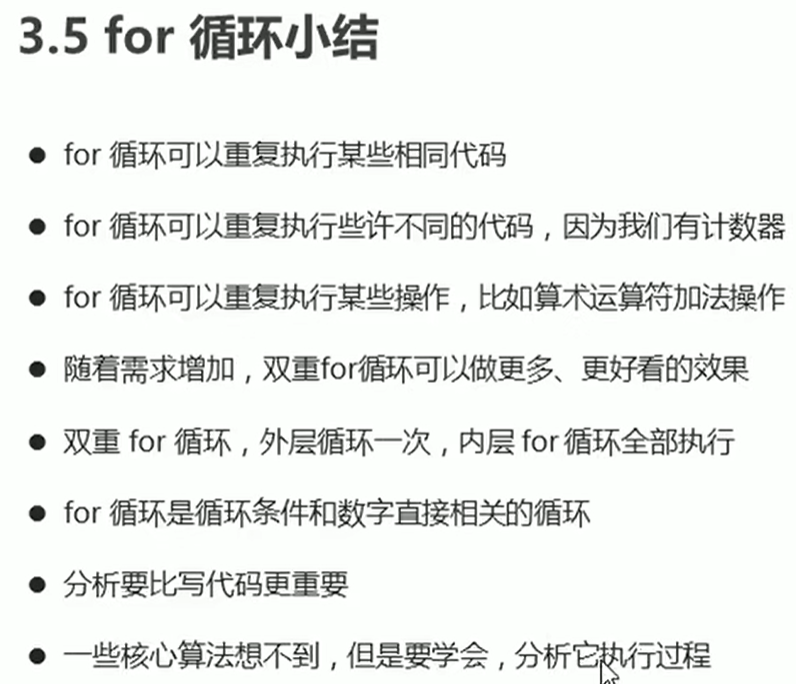 3.5 for 循环小结
● for 循环可以重复执行某些相同代码
● for 循环可以重复执行些许不同的代码，因为我们有计数器
● for 循环可以重复执行某些操作，比如算术运算符加法操作
● 随着需求增加，双重for循环可以做更多、更好看的效果
● 双重 for 循环，外层循环一次，内层 for 循环全部执行
● for 循环是循环条件和数字直接相关的循环
● 分析要比写代码更重要
● 一些核心算法想不到，但是要学会，分析它执行过程